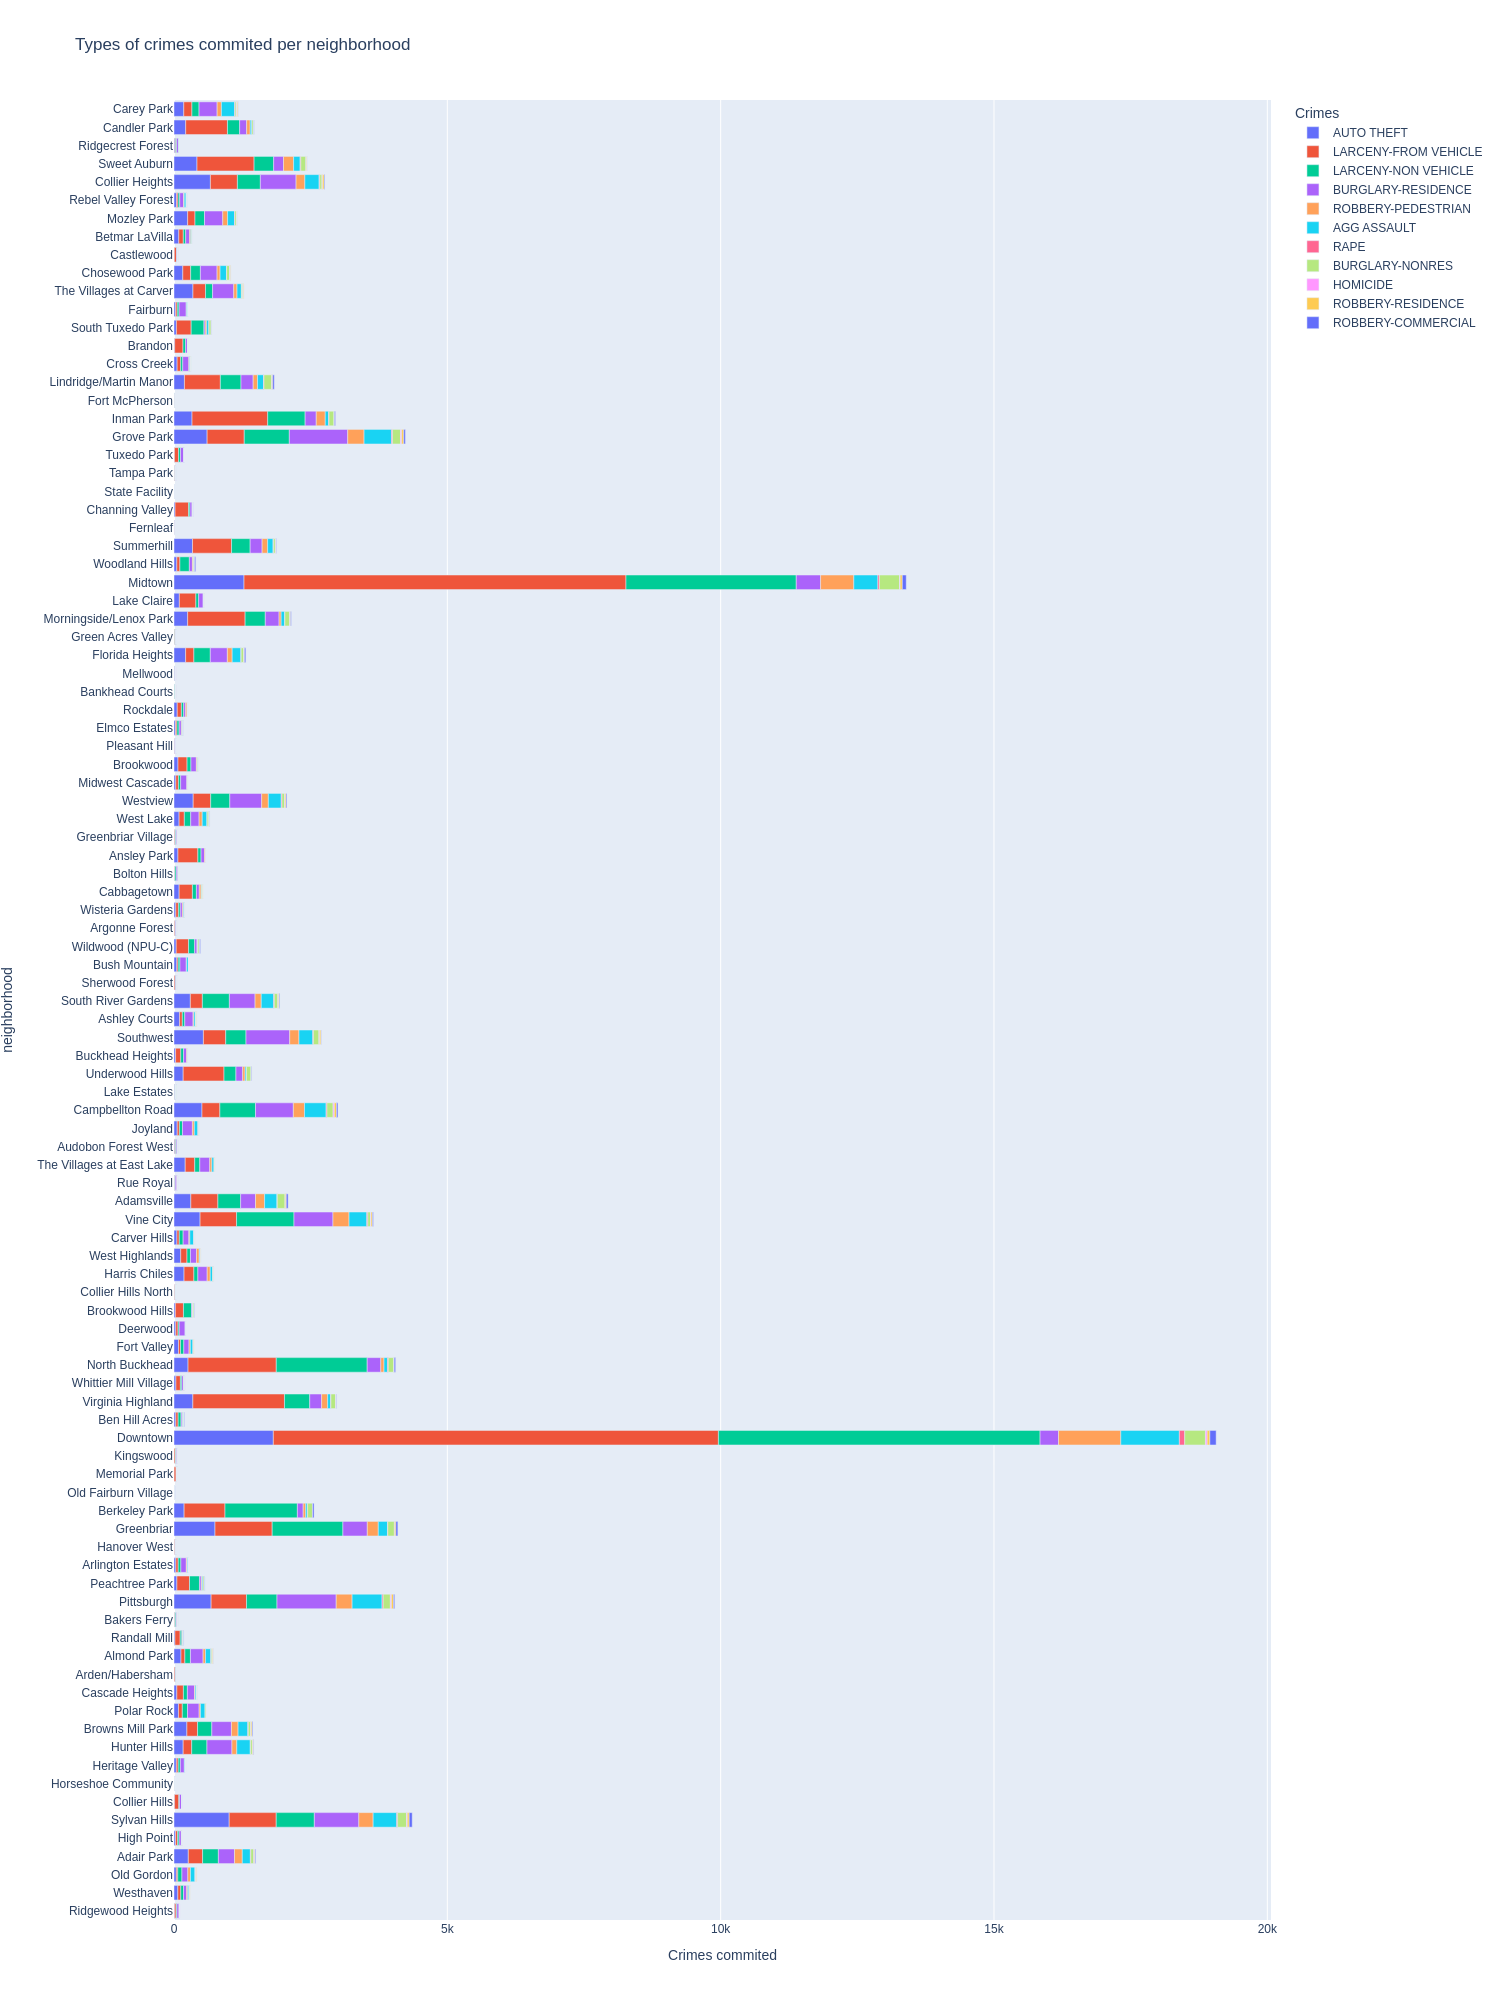 Types of crimes commited per neighborhood
Carey Park
Candler Park
Ridgecrest Forest
Sweet Auburn
Collier Heights
Rebel Valley Forest
Mozley Park
Betmar LaVilla
Castlewood
Chosewood Park
The Villages at Carver
Fairburn
South Tuxedo Park
Brandon
Cross Creek
Lindridge/Martin Manor
Fort McPherson
Inman Park
Grove Park
Tuxedo Park
Tampa Park
State Facility
Channing Valley
Fernleaf
Summerhill
Woodland Hills
Midtown
Lake Claire
Morningside/Lenox Park
Green Acres Valley
Florida Heights
Mellwood
Bankhead Courts
Rockdale
Elmco Estates
Pleasant Hill
Brookwood
Midwest Cascade
Westview
West Lake
Greenbriar Village
Ansley Park
Bolton Hills
Cabbagetown
Wisteria Gardens
Argonne Forest
Wildwood (NPU-C)
Bush Mountain
Sherwood Forest
South River Gardens
Ashley Courts
Southwest
Buckhead Heights
Underwood Hills
Lake Estates
Campbellton Road
Joyland
Audobon Forest West
The Villages at East Lake
Rue Royal
Adamsville
Vine City
Carver Hills
West Highlands
Harris Chiles
Collier Hills North
Brookwood Hills
Deerwood
Fort Valley
North Buckhead
Whittier Mill Village
Virginia Highland
Ben Hill Acres
Downtown
Kingswood
Memorial Park
Old Fairburn Village
Berkeley Park
Greenbriar
Hanover West
Arlington Estates
Peachtree Park
Pittsburgh
Bakers Ferry
Randall Mill
Almond Park
Arden/Habersham
Cascade Heights
Polar Rock
Browns Mill Park
Hunter Hills
Heritage Valley
Horseshoe Community
Collier Hills
Sylvan Hills
High Point
Adair Park
Old Gordon
Westhaven
Ridgewood Heights
neighborhood
0
5k
10k
15k
20k
Crimes commited
Crimes
AUTO THEFT
LARCENY-FROM VEHICLE
LARCENY-NON VEHICLE
BURGLARY-RESIDENCE
ROBBERY-PEDESTRIAN
AGG ASSAULT
RAPE
BURGLARY-NONRES
HOMICIDE
ROBBERY-RESIDENCE
ROBBERY-COMMERCIAL